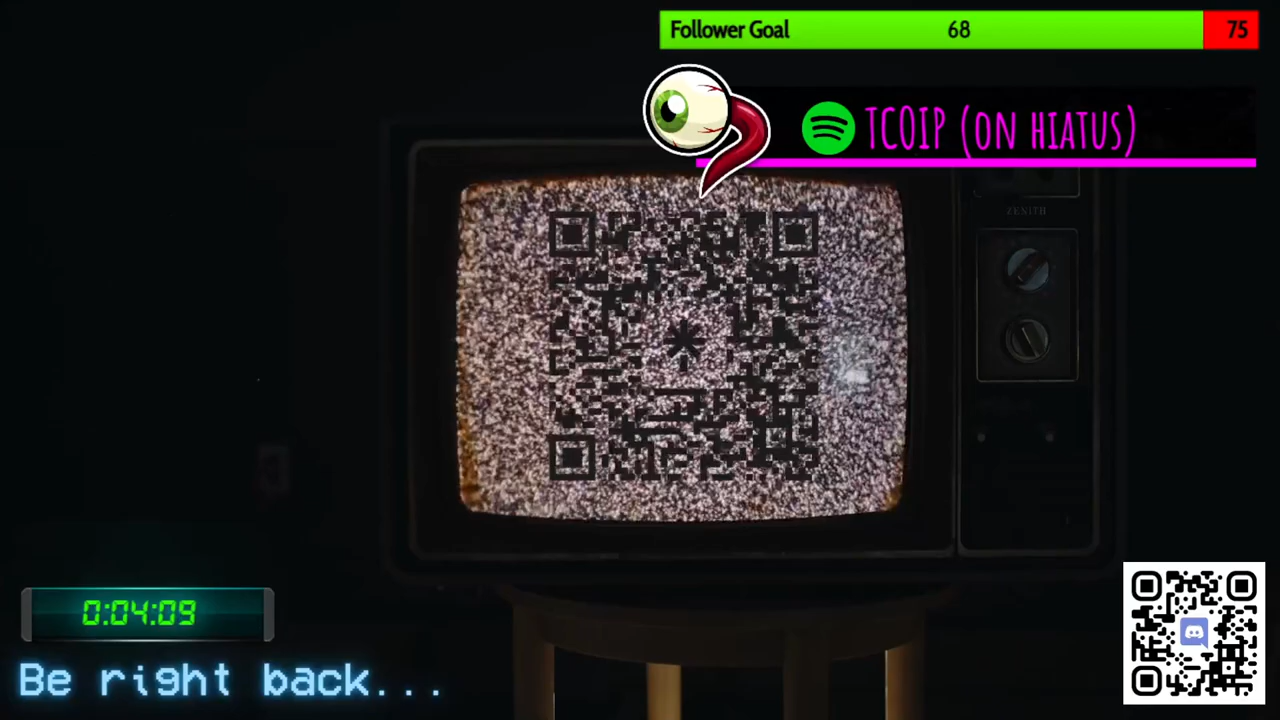 Follower Goal 68 75
TCOIP (ON HIATUS)
ZENITH
0:04:09
Be right back...